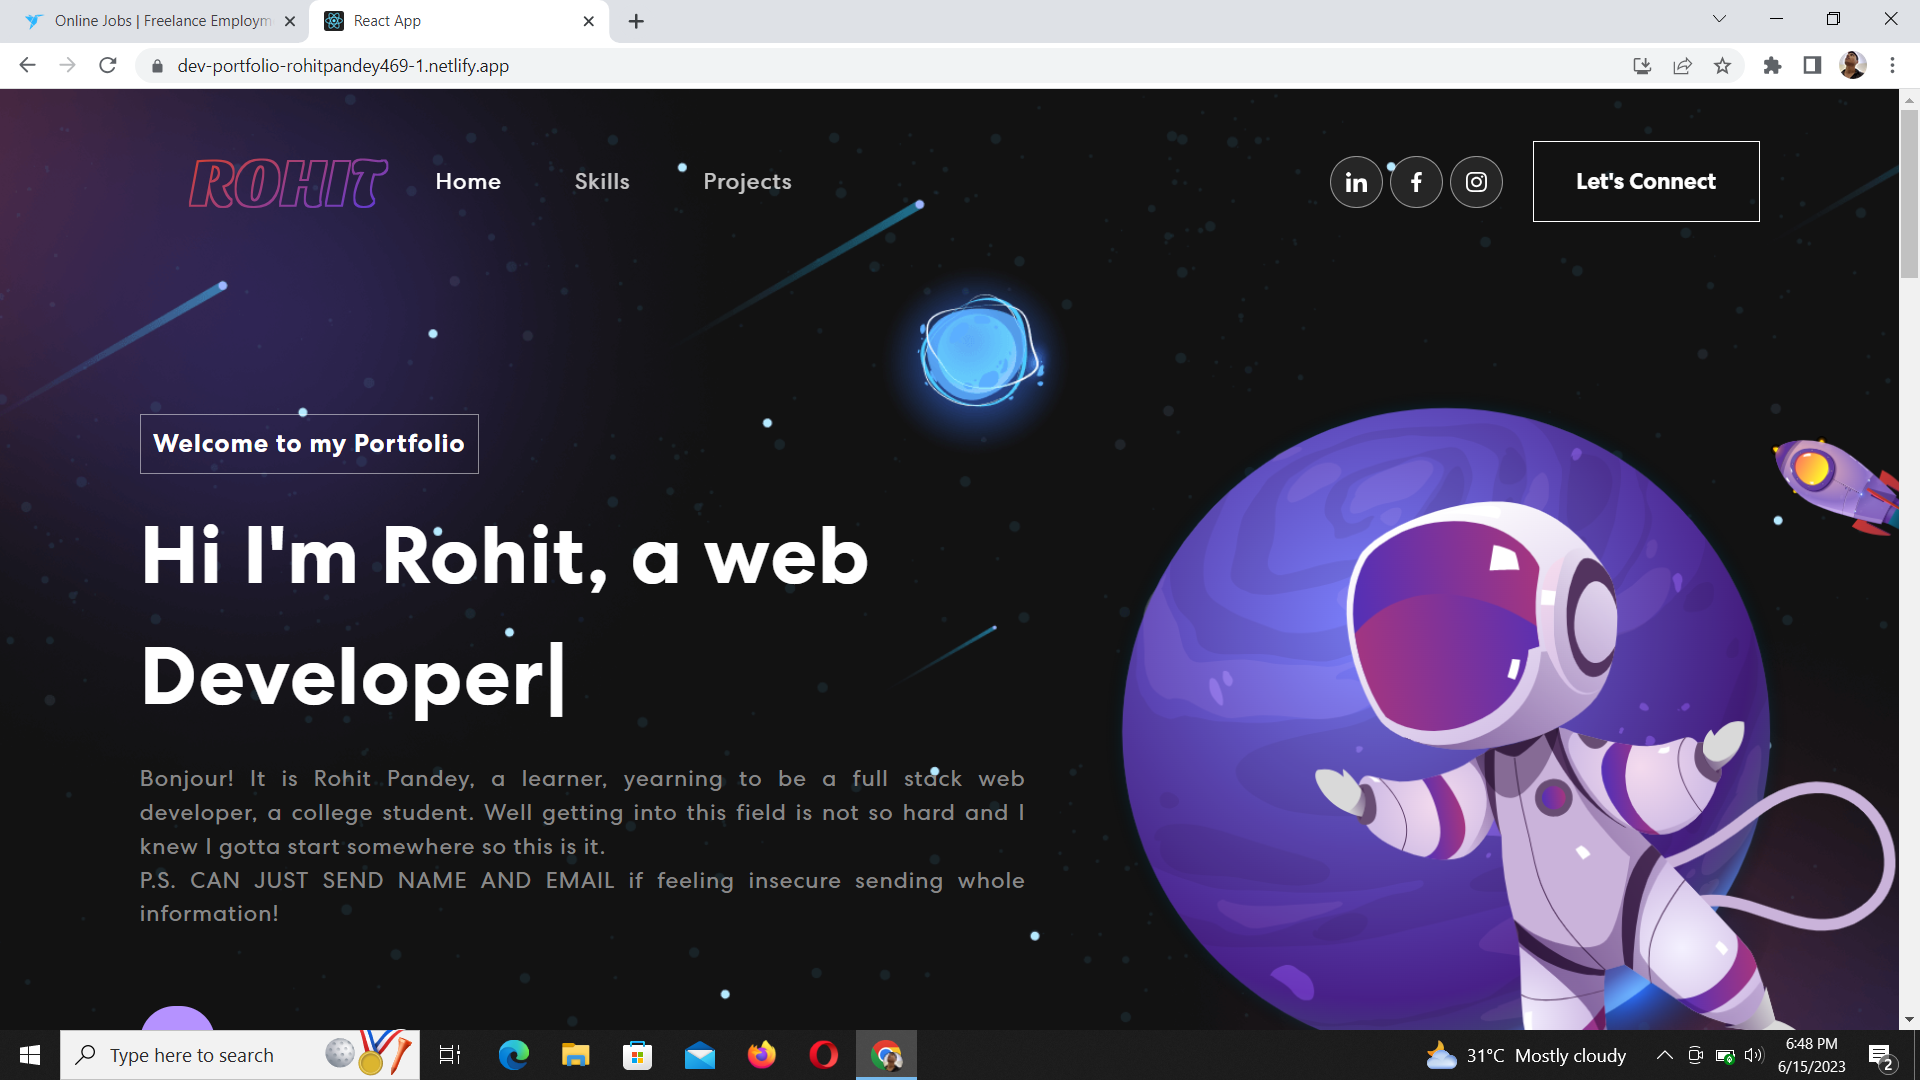 Online Jobs | Freelance Employm
React App
dev-portfolio-rohitpandey469-1.netlify.app
ROHIT
Home
Skills
Projects
in
f
Let's Connect
Welcome to my Portfolio
Hi I'm Rohit, a web
Developer|
Bonjour! It is Rohit Pandey, a learner, yearning to be a full stack web
developer, a college student. Well getting into this field is not so hard and I
knew I gotta start somewhere so this is it.
P.S. CAN JUST SEND NAME AND EMAIL if feeling insecure sending whole
information!
Type here to search
31°C Mostly cloudy
6:48 PM
6/15/2023
2